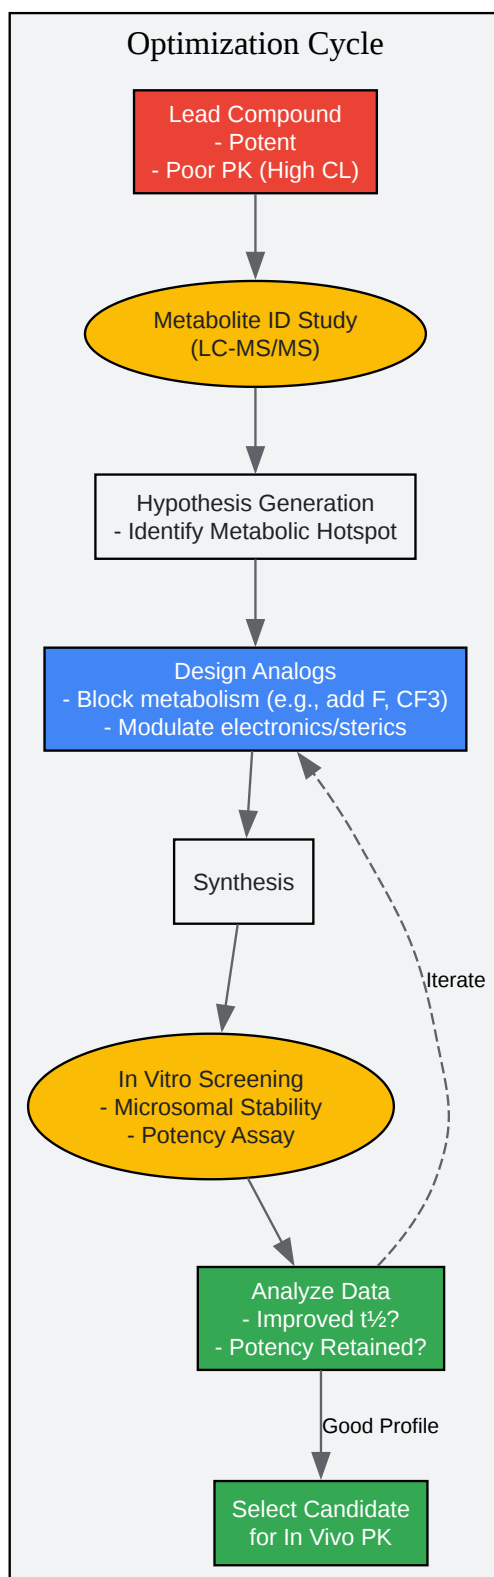 Optimization Cycle
Lead Compound
- Potent
- Poor PK (High CL)
Metabolite ID Study
(LC-MS/MS)
Hypothesis Generation
- Identify Metabolic Hotspot
Design Analogs
- Block metabolism (e.g., add F, CF3)
- Modulate electronics/sterics
Synthesis
Iterate
In Vitro Screening
- Microsomal Stability
- Potency Assay
Analyze Data
- Improved t½?
- Potency Retained?
Good Profile
Select Candidate
for In Vivo PK